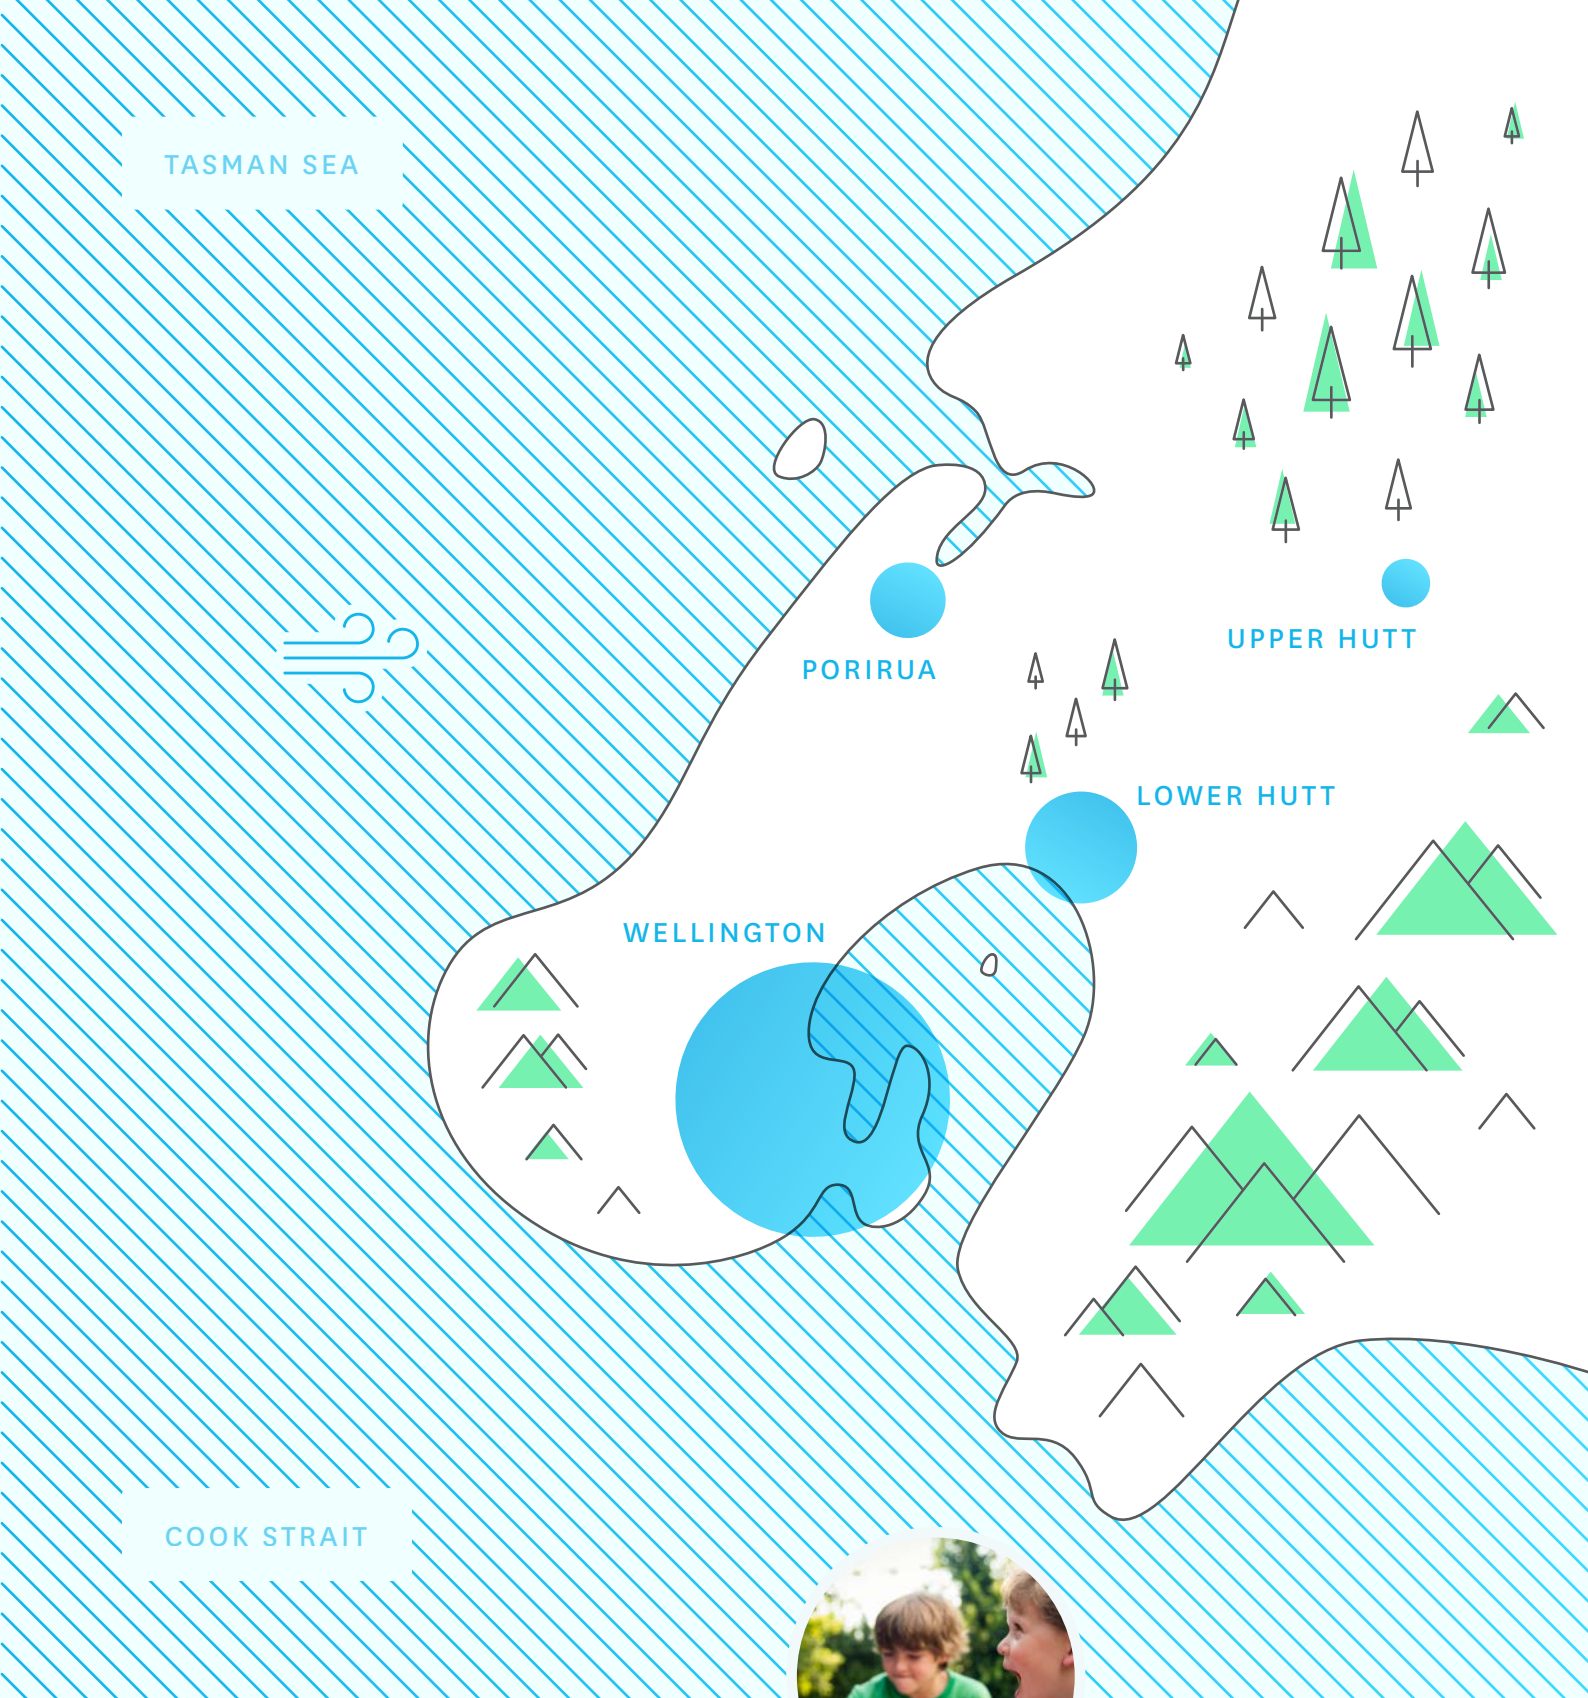 TASMAN SEA
PORIRUA
UPPER HUTT
LOWER HUTT
WELLINGTON
COOK STRAIT